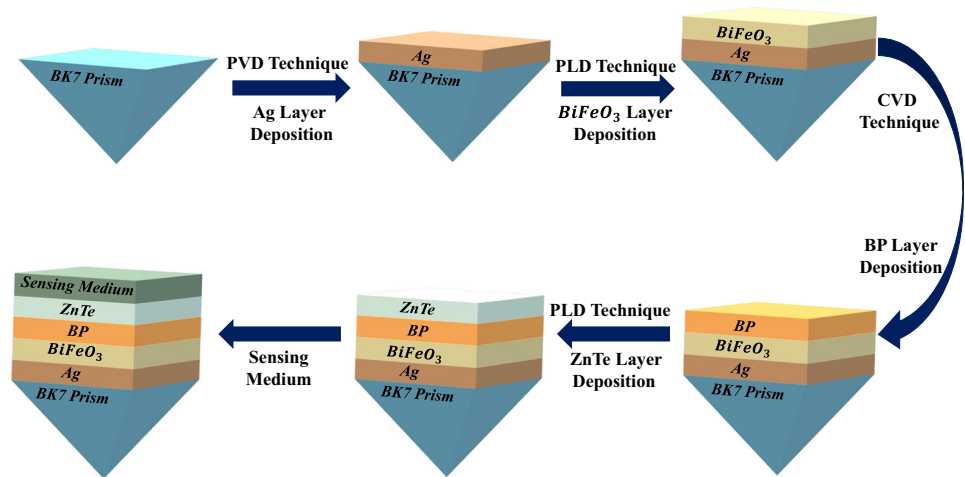 BK7 Prism
PVD Technique
Ag Layer
Deposition
Ag
BK7 Prism
PLD Technique
BiFeO₃ Layer
Deposition
BiFeO₃
Ag
BK7 Prism
CVD
Technique
BP Layer
Deposition
BP
BiFeO₃
Ag
BK7 Prism
PLD Technique
ZnTe Layer
Deposition
ZnTe
BP
BiFeO₃
Ag
BK7 Prism
Sensing
Medium
Sensing Medium
ZnTe
BP
BiFeO₃
Ag
BK7 Prism